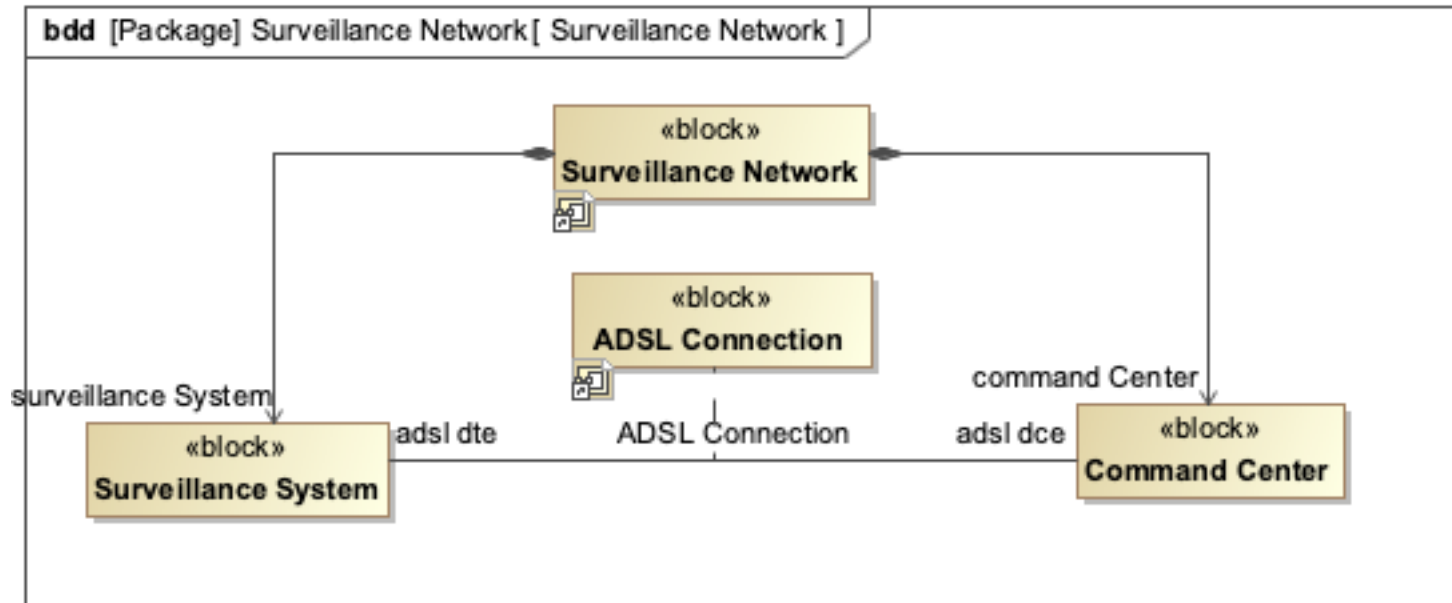 bdd [Package] Surveillance Network[ Surveillance Network ]
«block»
Surveillance Network
«block»
ADSL Connection
surveillance System
command Center
«block»
Surveillance System
adsl dte
ADSL Connection
adsl dce
«block»
Command Center